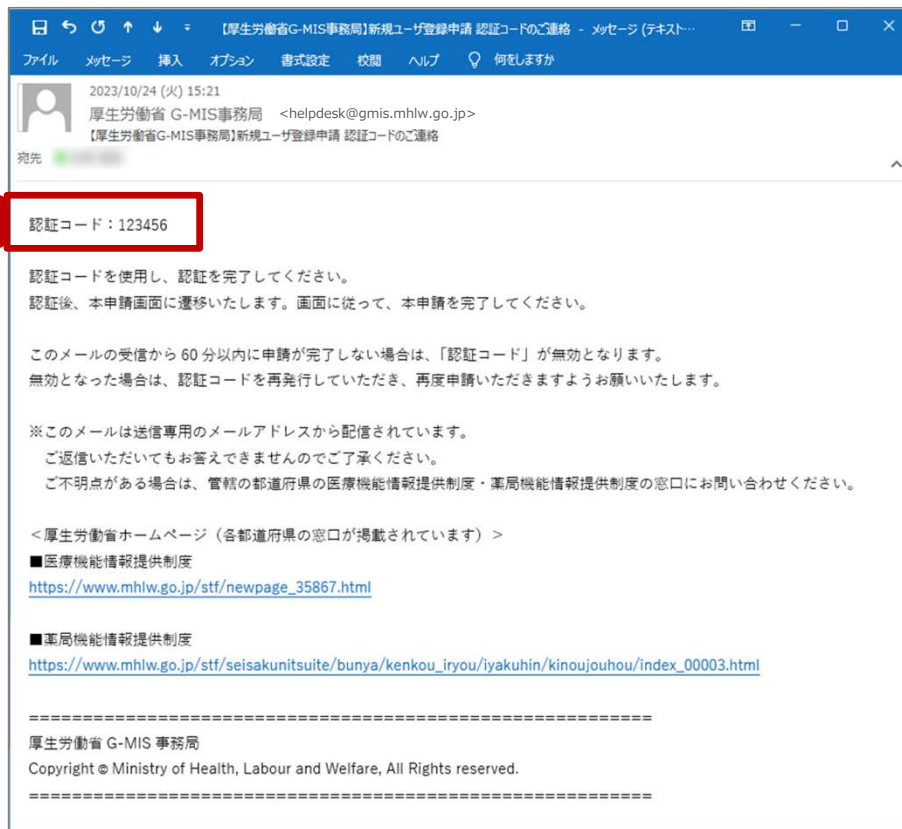 【厚生労働省G-MIS事務局】新規ユーザ登録申請 認証コードのご連絡 - メッセージ (テキスト…
ファイル メッセージ 挿入 オプション 書式設定 校閲 ヘルプ 何をしますか
2023/10/24 (火) 15:21
厚生労働省 G-MIS事務局 <helpdesk@gmis.mhlw.go.jp>
【厚生労働省G-MIS事務局】新規ユーザ登録申請 認証コードのご連絡
宛先
認証コード：123456
認証コードを使用し、認証を完了してください。
認証後、本申請画面に遷移いたします。画面に従って、本申請を完了してください。
このメールの受信から 60 分以内に申請が完了しない場合は、「認証コード」が無効となります。
無効となった場合は、認証コードを再発行していただき、再度申請いただきますようお願いいたします。
※このメールは送信専用のメールアドレスから配信されています。
ご返信いただいてもお答えできませんのでご了承ください。
ご不明点がある場合は、管轄の都道府県の医療機能情報提供制度・薬局機能情報提供制度の窓口にお問い合わせください。
＜厚生労働省ホームページ（各都道府県の窓口が掲載されています）＞
■医療機能情報提供制度
https://www.mhlw.go.jp/stf/newpage_35867.html
■薬局機能情報提供制度
https://www.mhlw.go.jp/stf/seisakunitsuite/bunya/kenkou_iryou/iyakuhin/kinoujouhou/index_00003.html
==========================================================
厚生労働省 G-MIS 事務局
Copyright © Ministry of Health, Labour and Welfare, All Rights reserved.
==========================================================